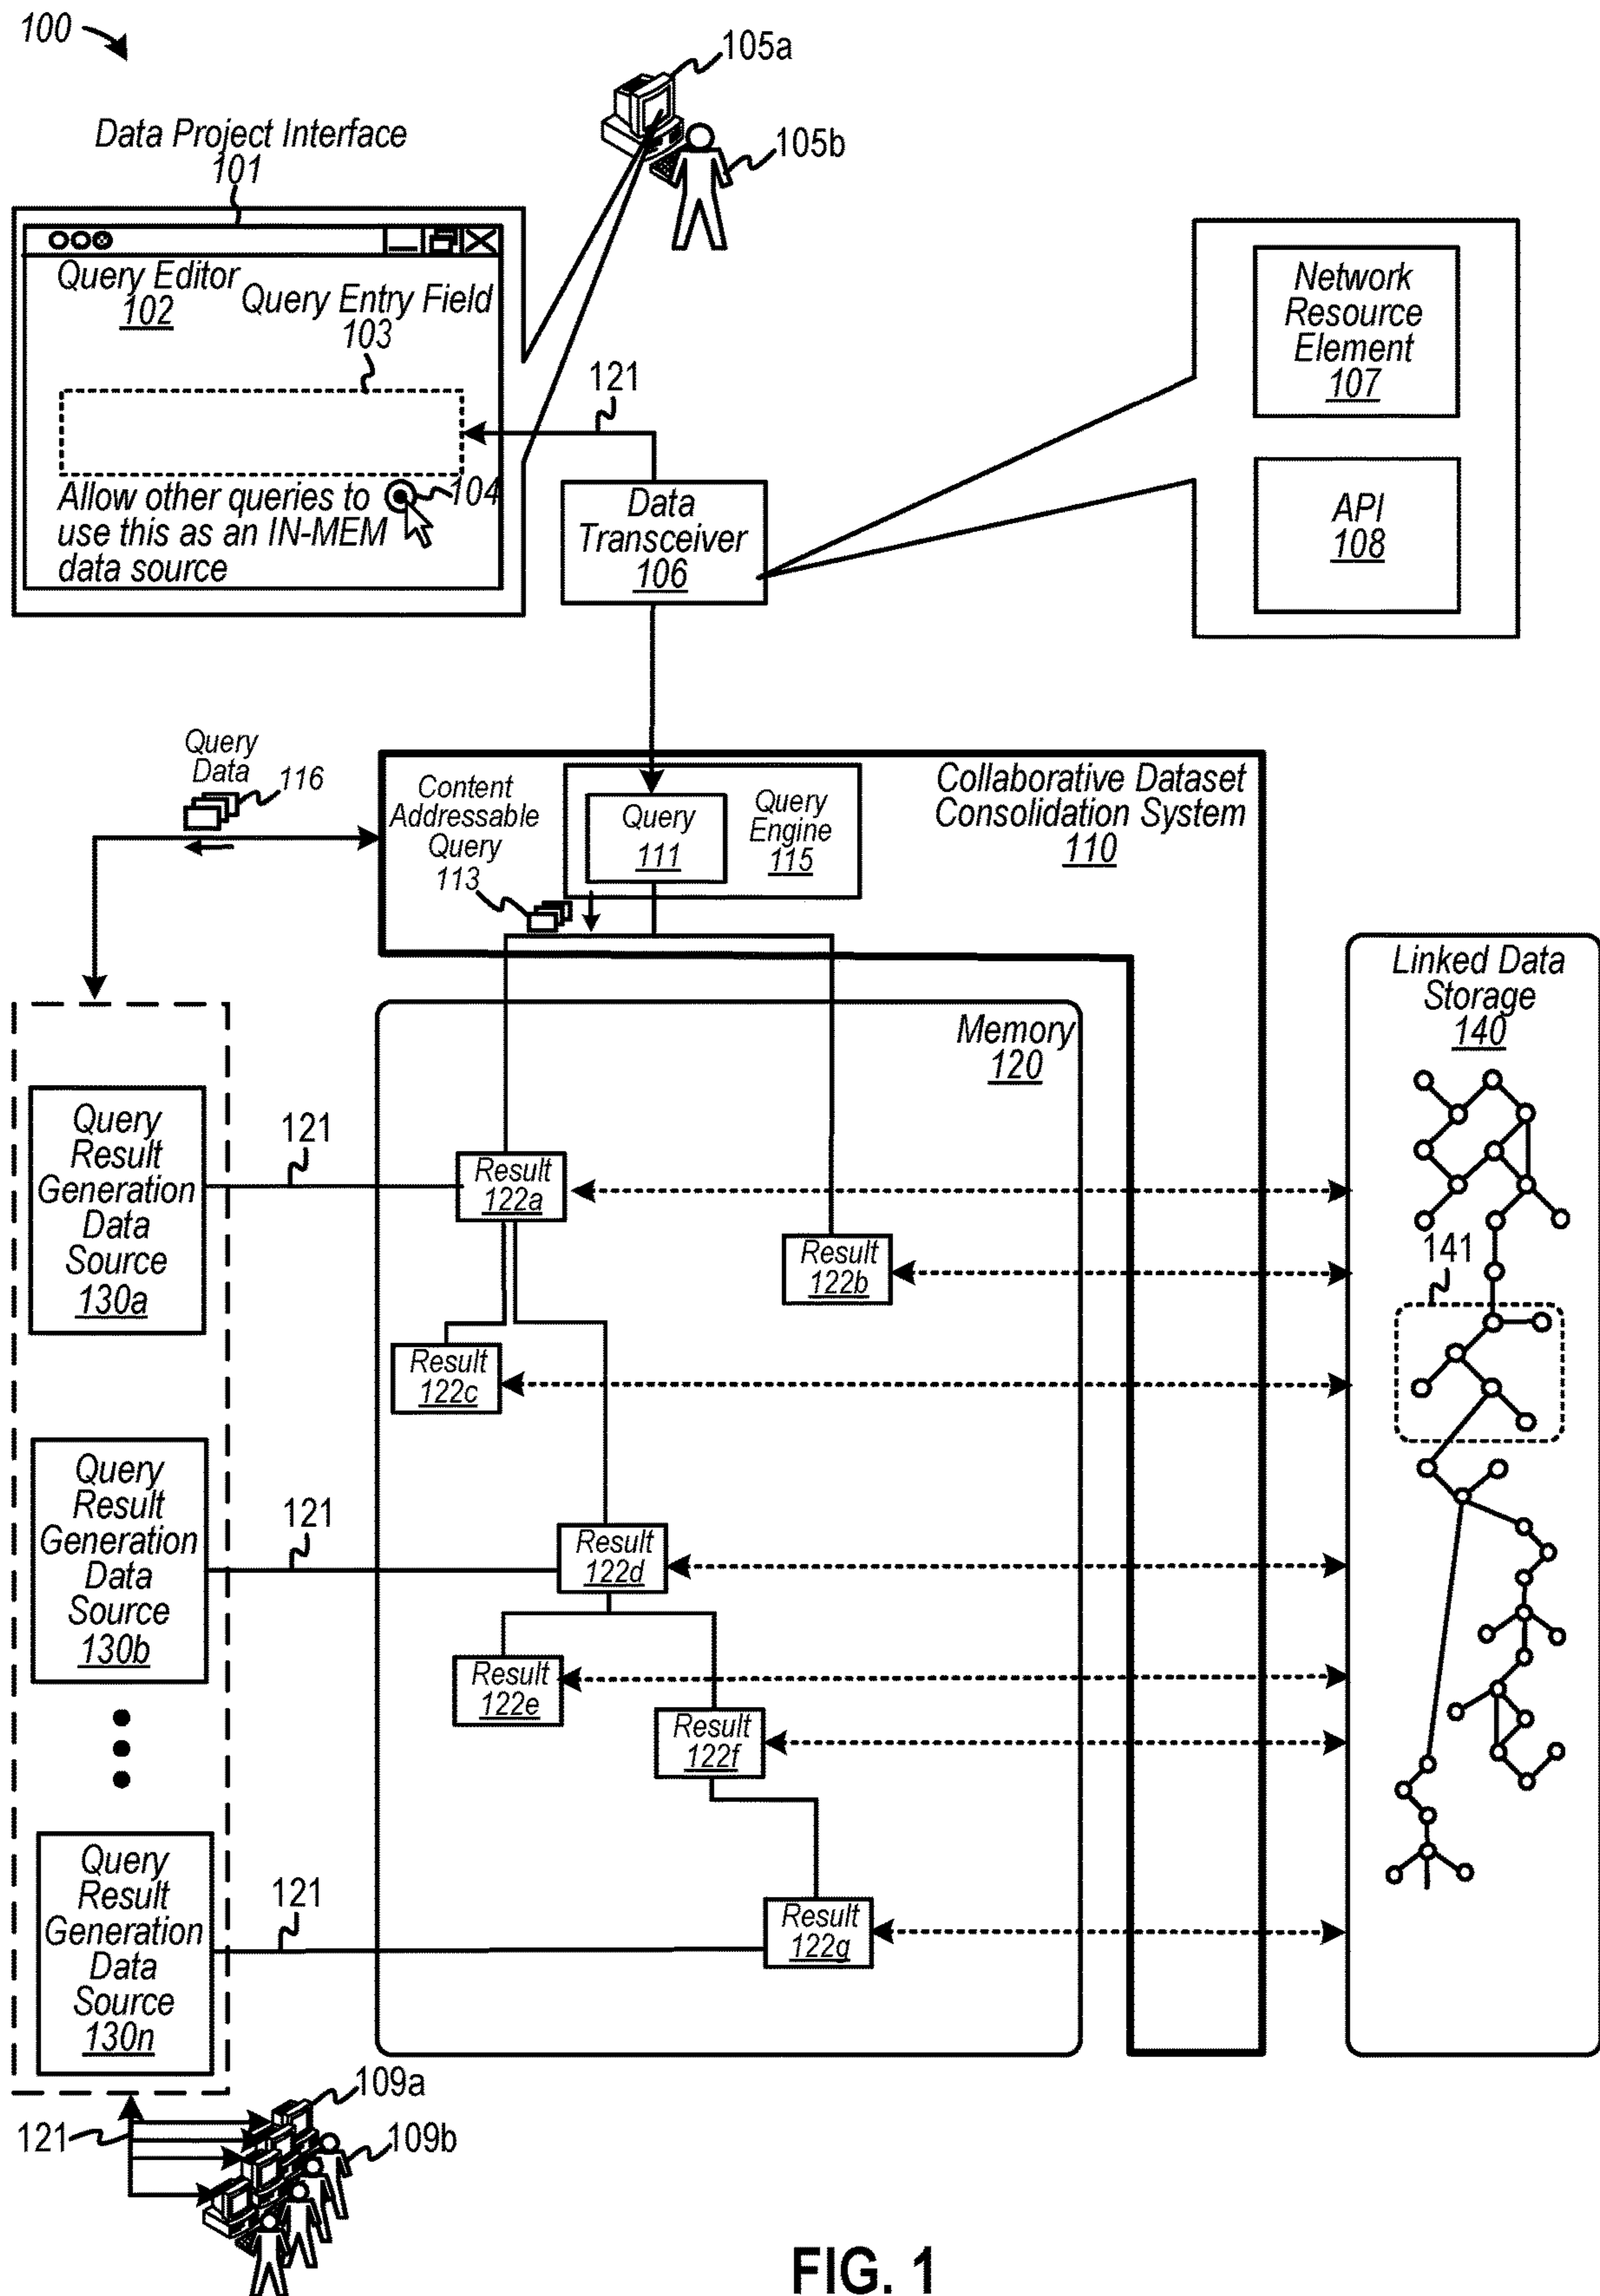 100
105a
105b
Data Project Interface
101
Query Editor
102
Query Entry Field
103
121
104
Allow other queries to
use this as an IN-MEM
data source
Data
Transceiver
106
Network
Resource
Element
107
API
108
Query
Data
116
Content
Addressable
Query
113
Query
111
Query
Engine
115
Collaborative Dataset
Consolidation System
110
Memory
120
Linked Data
Storage
140
141
Query
Result
Generation
Data
Source
130a
121
Result
122a
Result
122b
Result
122c
Query
Result
Generation
Data
Source
130b
121
Result
122d
Result
122e
Result
122f
Query
Result
Generation
Data
Source
130n
121
Result
122g
121
109a
109b
FIG. 1